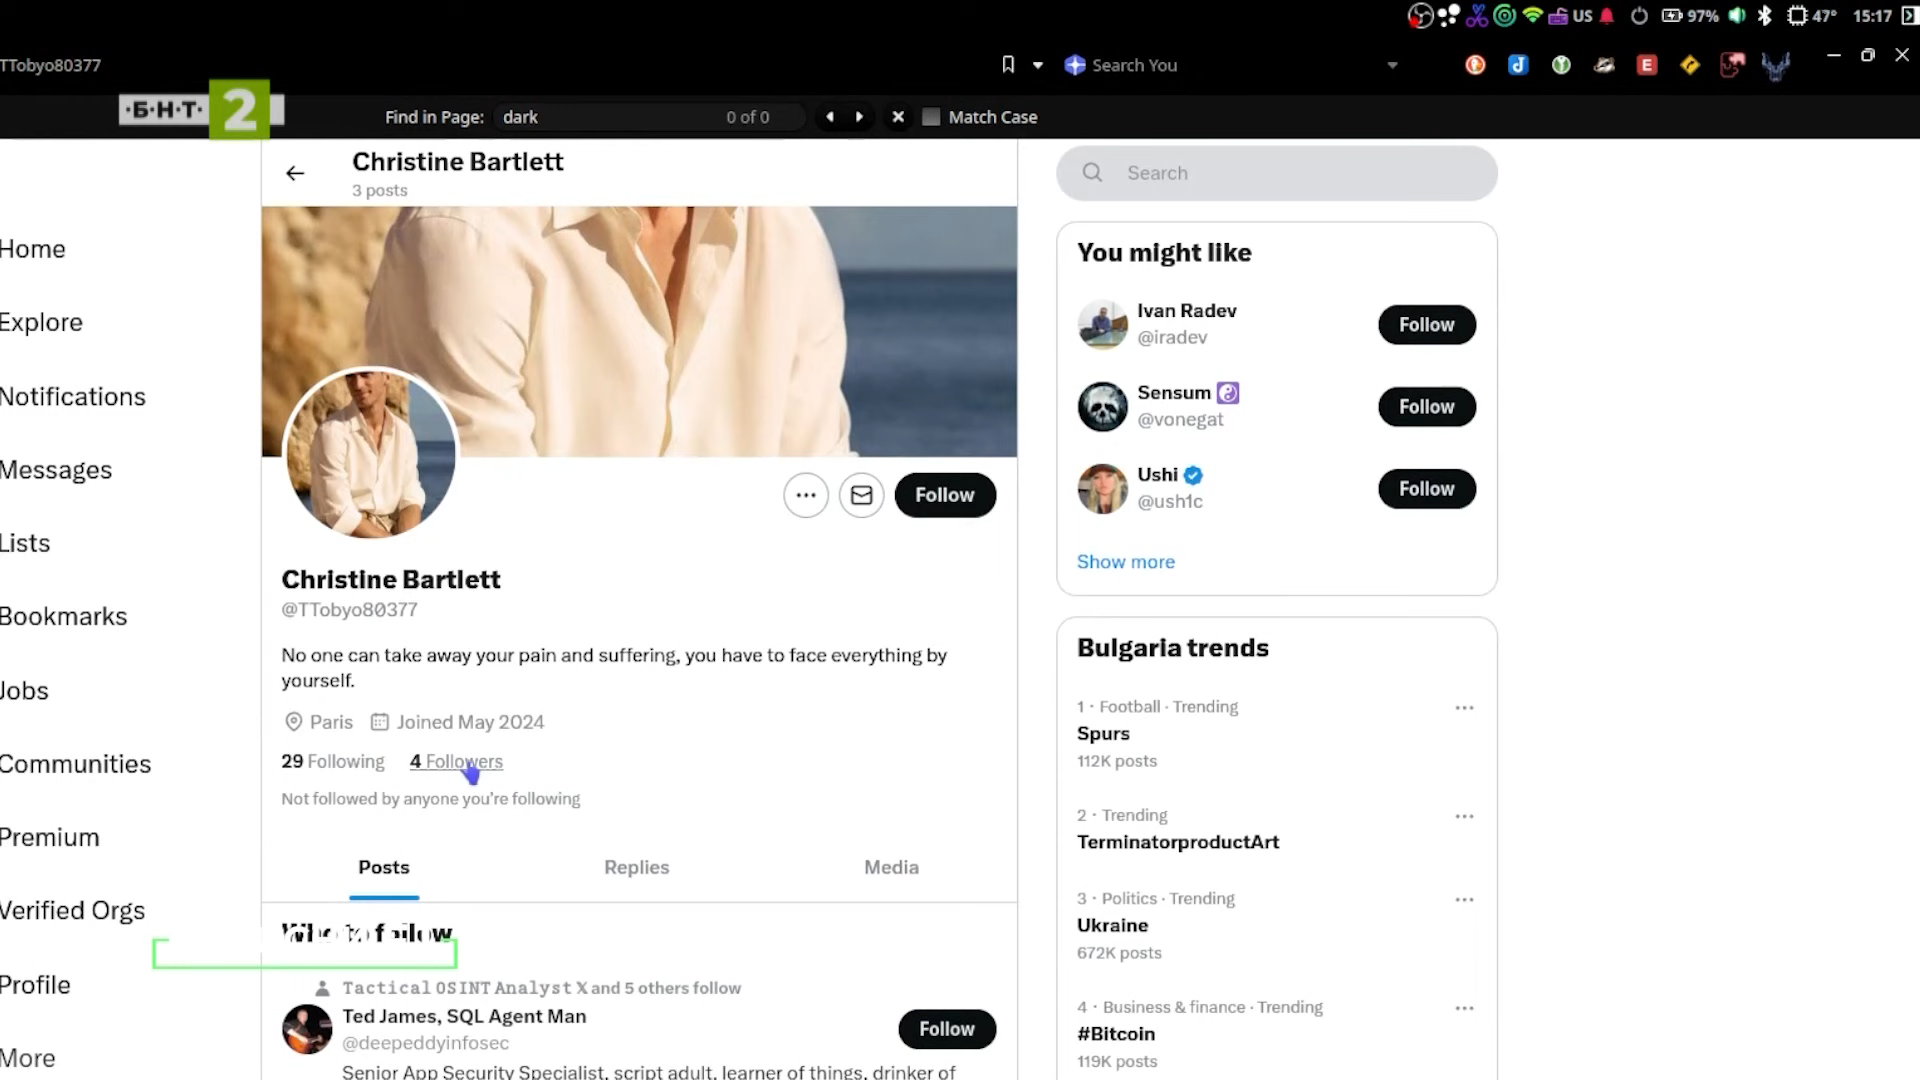 US 97% 47° 15:17
TTobyo80377
Search You
·Б·Н·Т· 2
Find in Page: dark 0 of 0 Match Case
Christine Bartlett
3 posts
Search
Home
Explore
Notifications
Messages
Lists
Bookmarks
Jobs
Communities
Premium
Verified Orgs
Profile
More
Follow
Christine Bartlett
@TTobyo80377
No one can take away your pain and suffering, you have to face everything by
yourself.
Paris Joined May 2024
29 Following 4 Followers
Not followed by anyone you're following
Posts Replies Media
Who to follow
Tactical OSINT Analyst X and 5 others follow
Ted James, SQL Agent Man
@deepeddyinfosec
Follow
Senior App Security Specialist, script adult, learner of things, drinker of
You might like
Ivan Radev
@iradev
Follow
Sensum
@vonegat
Follow
Ushi
@ush1c
Follow
Show more
Bulgaria trends
1 · Football · Trending
Spurs
112K posts
2 · Trending
TerminatorproductArt
3 · Politics · Trending
Ukraine
672K posts
4 · Business & finance · Trending
#Bitcoin
119K posts